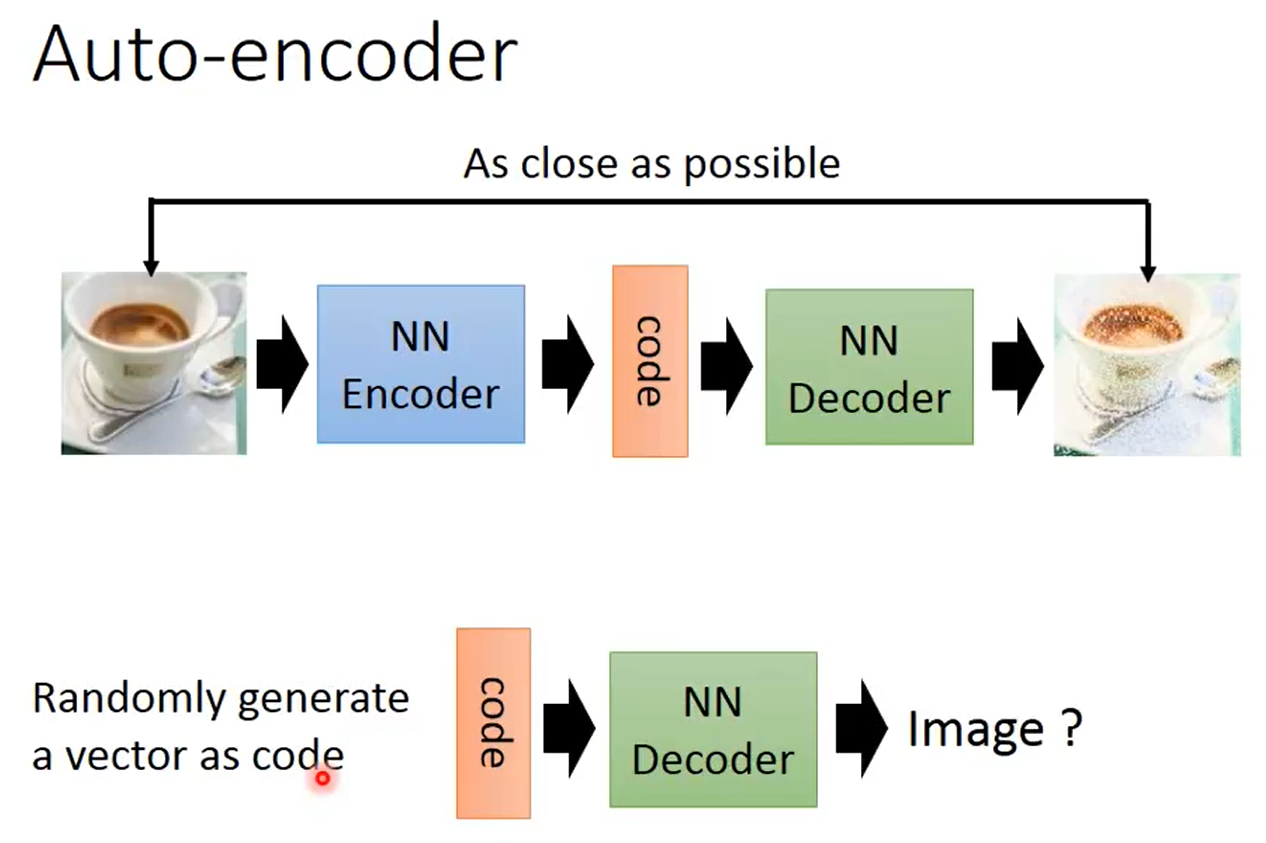 Auto-encoder
As close as possible
NN
Encoder
code
NN
Decoder
Randomly generate
a vector as code
code
NN
Decoder
Image ?